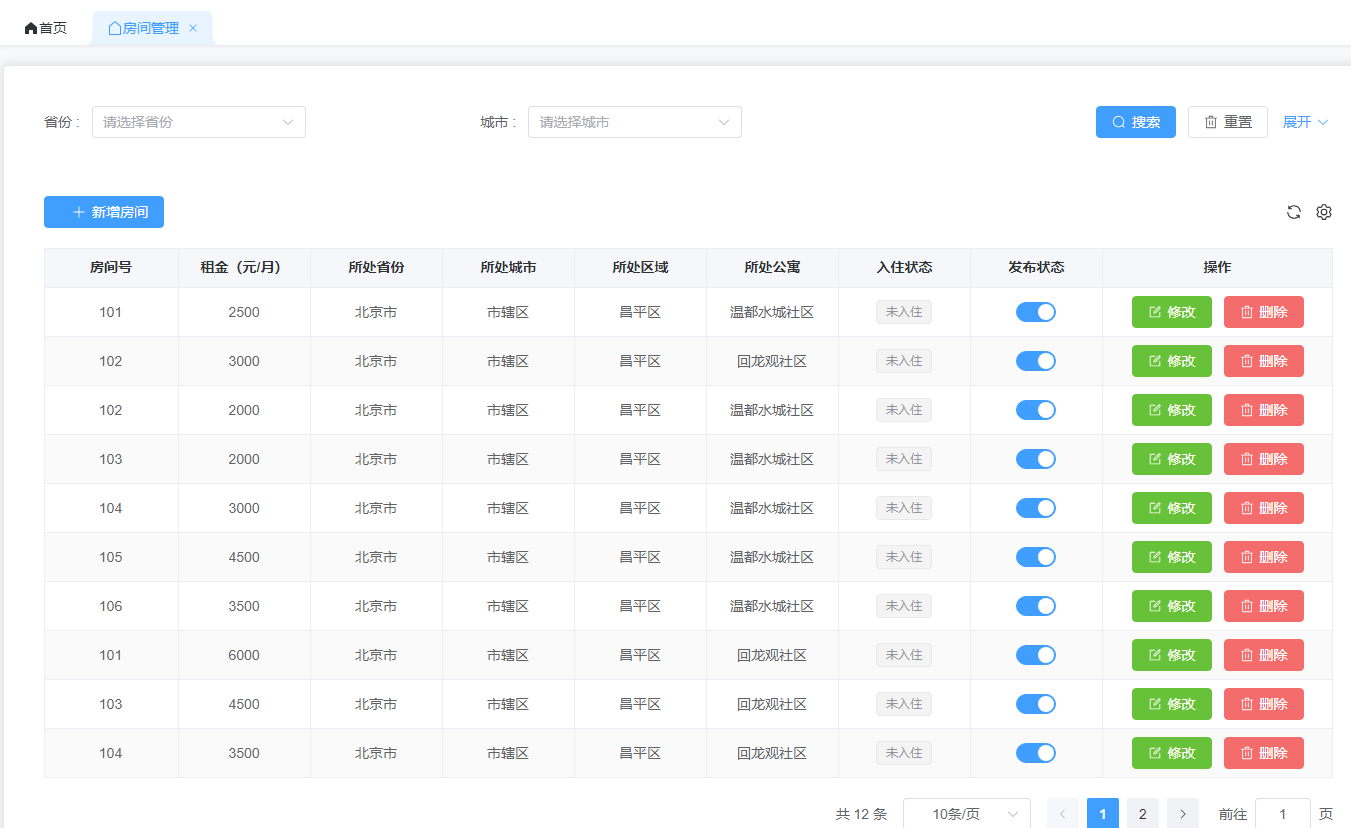 首页 房间管理
省份 : 请选择省份 城市 : 请选择城市 搜索 重置 展开
新增房间
房间号 租金（元/月） 所处省份 所处城市 所处区域 所处公寓 入住状态 发布状态 操作
101 2500 北京市 市辖区 昌平区 温都水城社区 未入住 修改 删除
102 3000 北京市 市辖区 昌平区 回龙观社区 未入住 修改 删除
102 2000 北京市 市辖区 昌平区 温都水城社区 未入住 修改 删除
103 2000 北京市 市辖区 昌平区 温都水城社区 未入住 修改 删除
104 3000 北京市 市辖区 昌平区 温都水城社区 未入住 修改 删除
105 4500 北京市 市辖区 昌平区 温都水城社区 未入住 修改 删除
106 3500 北京市 市辖区 昌平区 温都水城社区 未入住 修改 删除
101 6000 北京市 市辖区 昌平区 回龙观社区 未入住 修改 删除
103 4500 北京市 市辖区 昌平区 回龙观社区 未入住 修改 删除
104 3500 北京市 市辖区 昌平区 回龙观社区 未入住 修改 删除
共 12 条 10条/页 1 2 前往 1 页